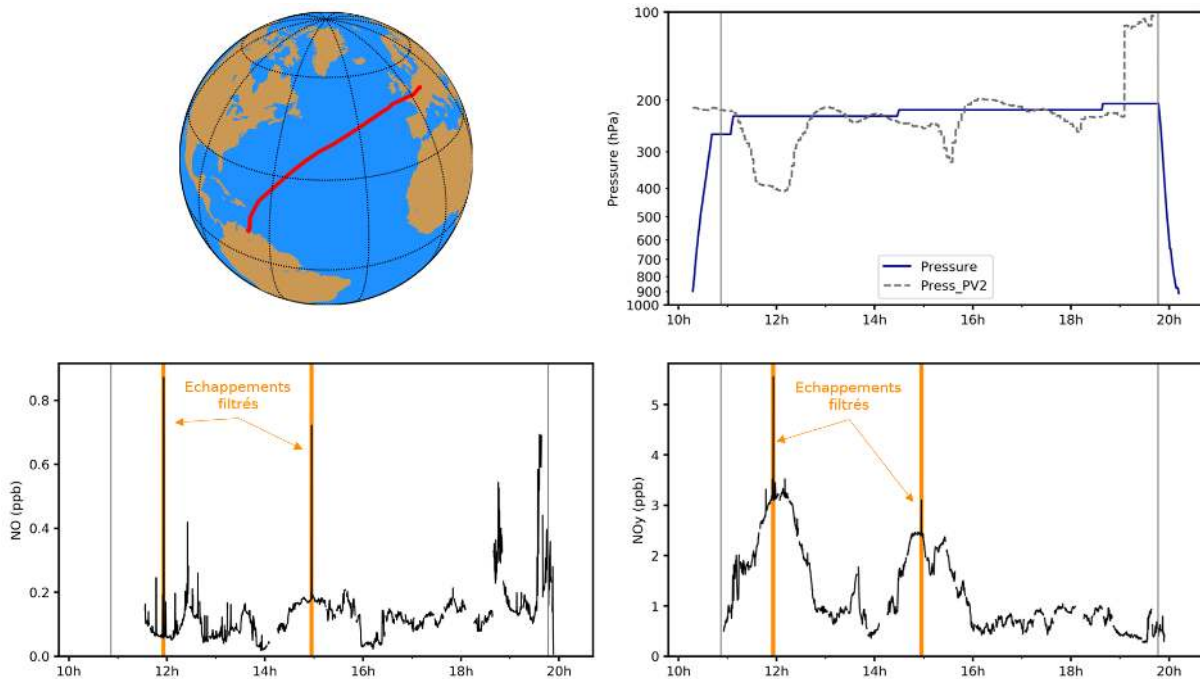 100
200
300
400
500
600
700
800
900
1000
Pressure (hPa)
Pressure
Press_PV2
10h 12h 14h 16h 18h 20h
0.8
0.6
0.4
0.2
0.0
NO (ppb)
Echappements
filtrés
10h 12h 14h 16h 18h 20h
5
4
3
2
1
0
NOy (ppb)
Echappements
filtrés
10h 12h 14h 16h 18h 20h